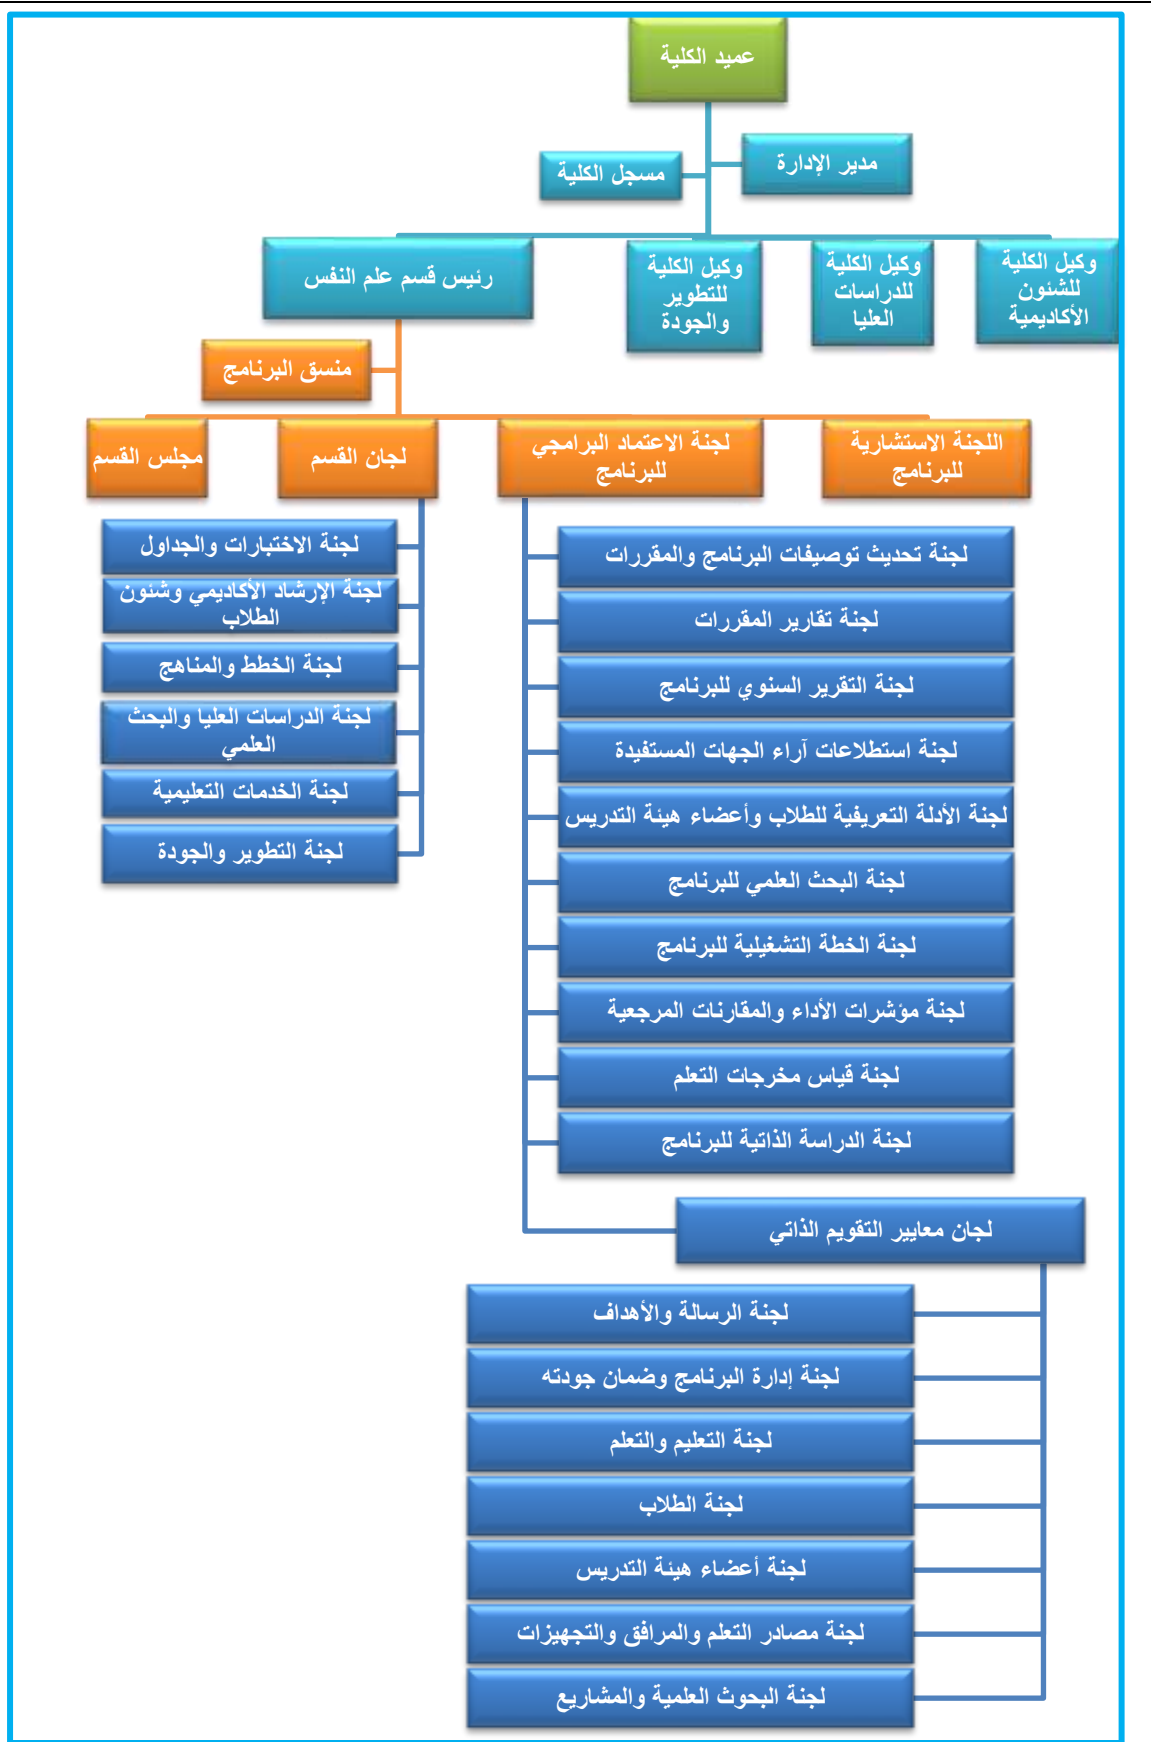 عميد الكلية
مدير الإدارة
مسجل الكلية
وكيل الكلية
للشئون
الأكاديمية
وكيل الكلية
للدراسات
العليا
وكيل الكلية
للتطوير
والجودة
رئيس قسم علم النفس
منسق البرنامج
اللجنة الاستشارية
للبرنامج
لجنة الاعتماد البرامجي
للبرنامج
لجان القسم
مجلس القسم
لجنة تحديث توصيفات البرنامج والمقررات
لجنة تقارير المقررات
لجنة التقرير السنوي للبرنامج
لجنة استطلاعات آراء الجهات المستفيدة
لجنة الأدلة التعريفية للطلاب وأعضاء هيئة التدريس
لجنة البحث العلمي للبرنامج
لجنة الخطة التشغيلية للبرنامج
لجنة مؤشرات الأداء والمقارنات المرجعية
لجنة قياس مخرجات التعلم
لجنة الدراسة الذاتية للبرنامج
لجنة الاختبارات والجداول
لجنة الإرشاد الأكاديمي وشئون
الطلاب
لجنة الخطط والمناهج
لجنة الدراسات العليا والبحث
العلمي
لجنة الخدمات التعليمية
لجنة التطوير والجودة
لجان معايير التقويم الذاتي
لجنة الرسالة والأهداف
لجنة إدارة البرنامج وضمان جودته
لجنة التعليم والتعلم
لجنة الطلاب
لجنة أعضاء هيئة التدريس
لجنة مصادر التعلم والمرافق والتجهيزات
لجنة البحوث العلمية والمشاريع